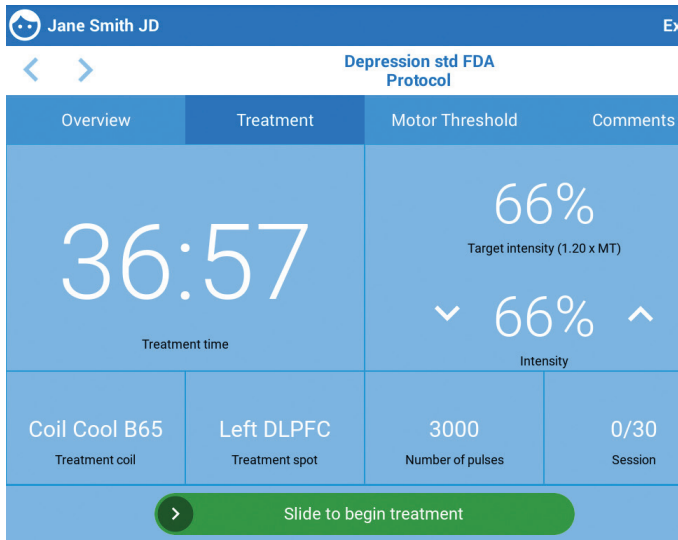 Jane Smith JD
Depression std FDA
Protocol
Overview Treatment Motor Threshold Comments
36:57
Treatment time
66%
Target intensity (1.20 x MT)
66%
Intensity
Coil Cool B65
Treatment coil
Left DLPFC
Treatment spot
3000
Number of pulses
0/30
Session
Slide to begin treatment